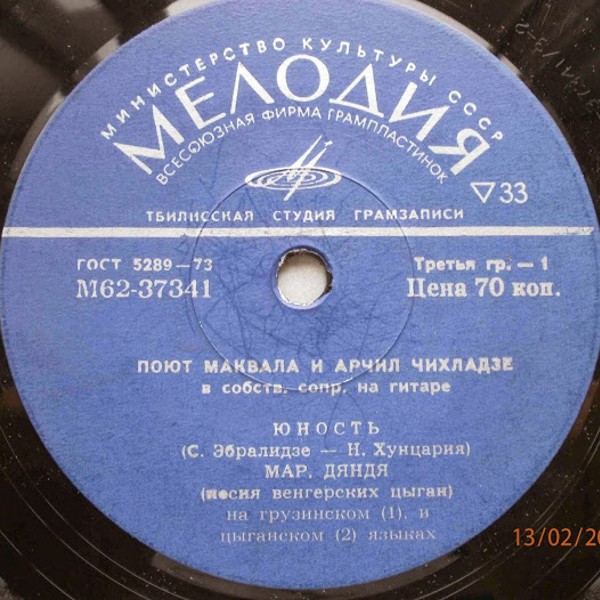 МИНИСТЕРСТВО КУЛЬТУРЫ СССР
МЕЛОДИЯ
ВСЕСОЮЗНАЯ ФИРМА ГРАМПЛАСТИНОК
▽33
ТБИЛИССКАЯ СТУДИЯ ГРАМЗАПИСИ
ГОСТ 5289—73
Третья гр. — 1
М62-37341
Цена 70 коп.
ПОЮТ МАКВАЛА И АРЧИЛ ЧИХЛАДЗЕ
в собств. сопр. на гитаре
ЮНОСТЬ
(С. Эбралидзе — Н. Хунцария)
МАР, ДЯНДЯ
(песня венгерских цыган)
на грузинском (1), и
цыганском (2) языках
13/02/20